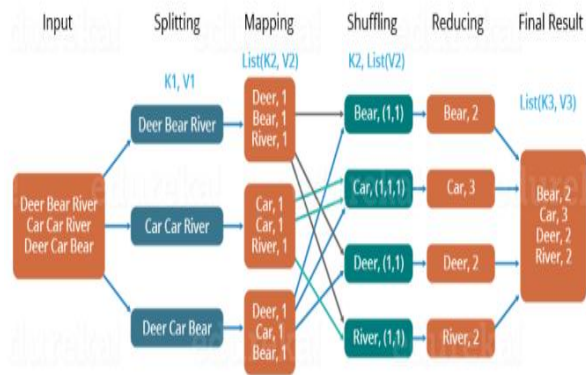 Input
Splitting
Mapping
Shuffling
Reducing
Final Result
K1, V1
List(K2, V2)
K2, List(V2)
List(K3, V3)
Deer Bear River
Car Car River
Deer Car Bear
Deer Bear River
Car Car River
Deer Car Bear
Deer, 1
Bear, 1
River, 1
Car, 1
Car, 1
River, 1
Deer, 1
Car, 1
Bear, 1
Bear, (1,1)
Car, (1,1,1)
Deer, (1,1)
River, (1,1)
Bear, 2
Car, 3
Deer, 2
River, 2
Bear, 2
Car, 3
Deer, 2
River, 2